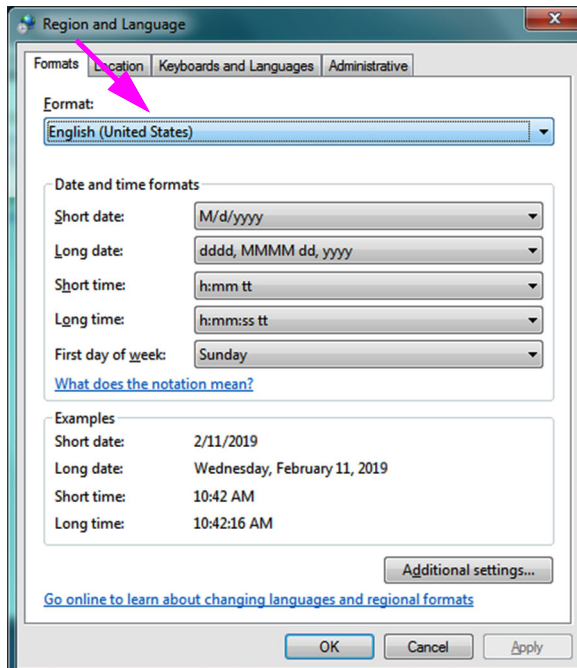 Region and Language
Formats Location Keyboards and Languages Administrative
Format:
English (United States)
Date and time formats
Short date: M/d/yyyy
Long date: dddd, MMMM dd, yyyy
Short time: h:mm tt
Long time: h:mm:ss tt
First day of week: Sunday
What does the notation mean?
Examples
Short date: 2/11/2019
Long date: Wednesday, February 11, 2019
Short time: 10:42 AM
Long time: 10:42:16 AM
Additional settings...
Go online to learn about changing languages and regional formats
OK Cancel Apply